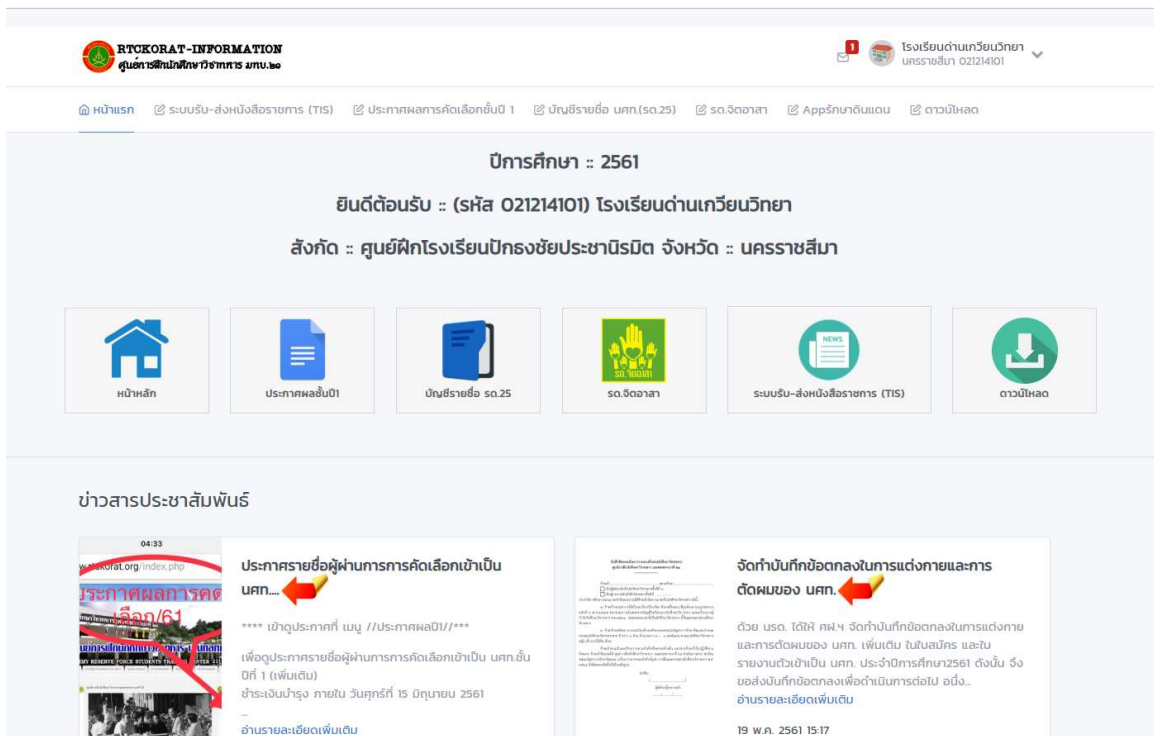 RTCKORAT-INFORMATION
ศูนย์การฝึกนักศึกษาวิชาทหาร มทบ.๒๑
1
โรงเรียนด่านเกวียนวิทยา
นครราชสีมา 021214101
หน้าแรก ระบบรับ-ส่งหนังสือราชการ (TIS) ประกาศผลการคัดเลือกชั้นปี 1 บัญชีรายชื่อ นศท.(รด.25) รด.จิตอาสา Appรักษาดินแดน ดาวน์โหลด
ปีการศึกษา :: 2561
ยินดีต้อนรับ :: (รหัส 021214101) โรงเรียนด่านเกวียนวิทยา
สังกัด :: ศูนย์ฝึกโรงเรียนปักธงชัยประชานิรมิต จังหวัด :: นครราชสีมา
NEWS
รด.จิตอาสา
หน้าหลัก ประกาศผลชั้นปี1 บัญชีรายชื่อ รด.25 รด.จิตอาสา ระบบรับ-ส่งหนังสือราชการ (TIS) ดาวน์โหลด
ข่าวสารประชาสัมพันธ์
04:33
ckorat.org/index.php
ประกาศผลการคัด
เลือก/61
ประกาศรายชื่อผู้ผ่านการการคัดเลือกเข้าเป็น
นศท....
**** เข้าดูประกาศที่ เมนู //ประกาศผลปี1//***
เพื่อดูประกาศรายชื่อผู้ผ่านการการคัดเลือกเข้าเป็น นศท.ชั้น
ปีที่ 1 (เพิ่มเติม)
ชำระเงินบำรุง ภายใน วันศุกร์ที่ 15 มิถุนายน 2561
...
อ่านรายละเอียดเพิ่มเติม
จัดทำบันทึกข้อตกลงในการแต่งกายและการ
ตัดผมของ นศท.
ด้วย นรด. ได้ให้ ศฝ.ฯ จัดทำบันทึกข้อตกลงในการแต่งกาย
และการตัดผมของ นศท. เพิ่มเติม ในใบสมัคร และใบ
รายงานตัวเข้าเป็น นศท. ประจำปีการศึกษา2561 ดังนั้น จึง
ขอส่งบันทึกข้อตกลงเพื่อดำเนินการต่อไป อนึ่ง...
อ่านรายละเอียดเพิ่มเติม
19 พ.ค. 2561 15:17